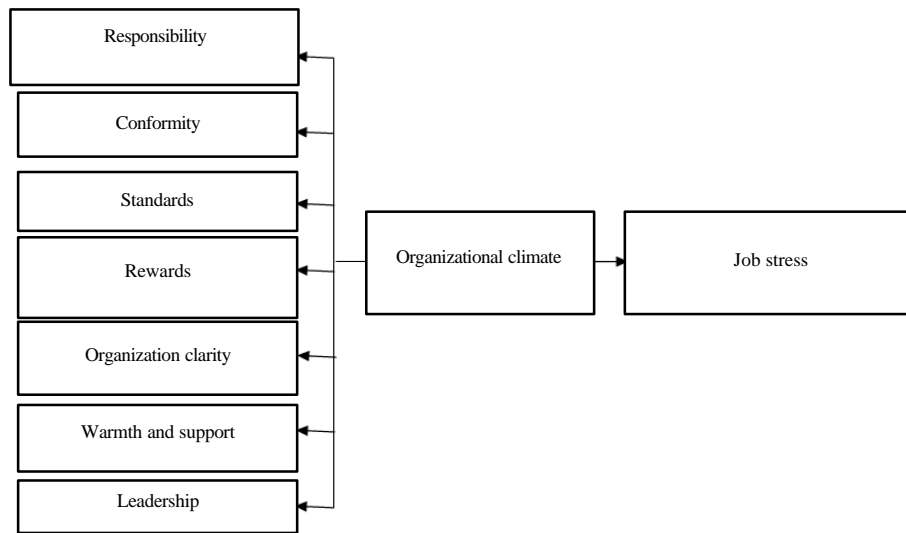 Responsibility
Conformity
Standards
Rewards
Organization clarity
Warmth and support
Leadership
Organizational climate
Job stress